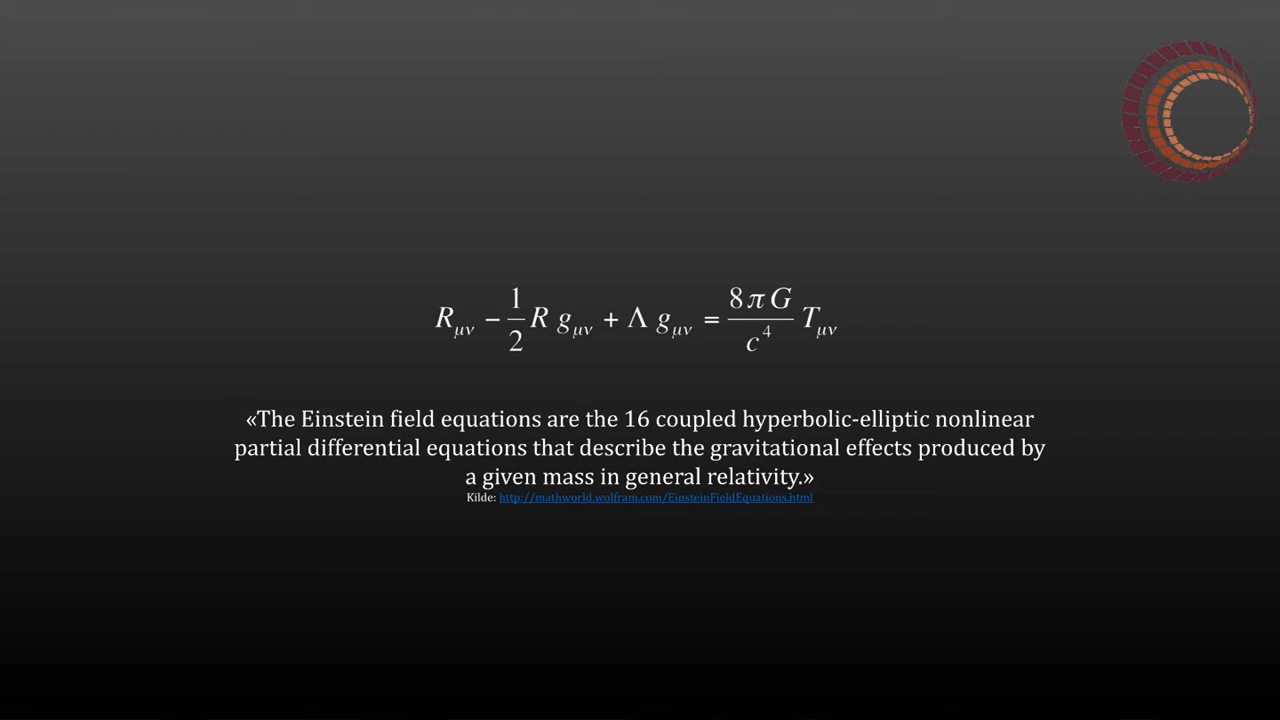 R_μν − 1/2 R g_μν + Λ g_μν = 8πG/c^4 T_μν
«The Einstein field equations are the 16 coupled hyperbolic-elliptic nonlinear
partial differential equations that describe the gravitational effects produced by
a given mass in general relativity.»
Kilde: http://mathworld.wolfram.com/EinsteinFieldEquations.html